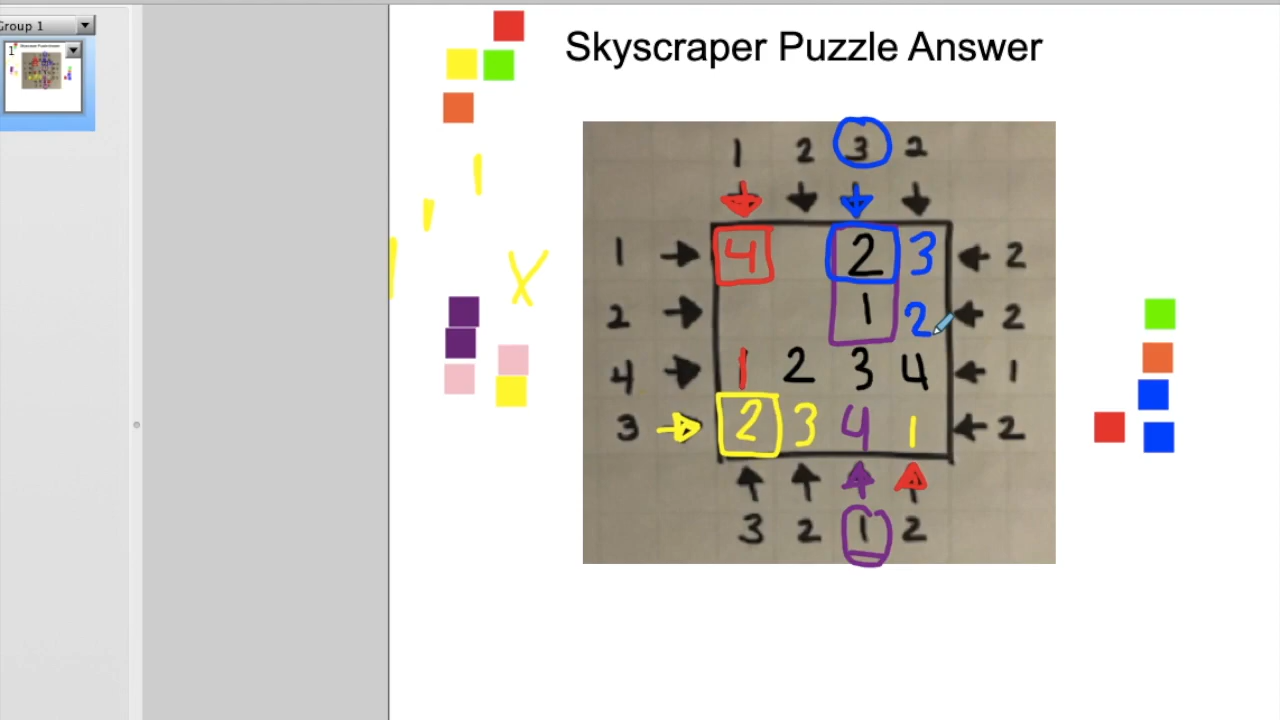 Group 1
1
Skyscraper Puzzle Answer
1 2 3 2
1 4 2 3 2
2 1 2 2
4 1 2 3 4 1
3 2 3 4 1 2
3 2 1 2
X